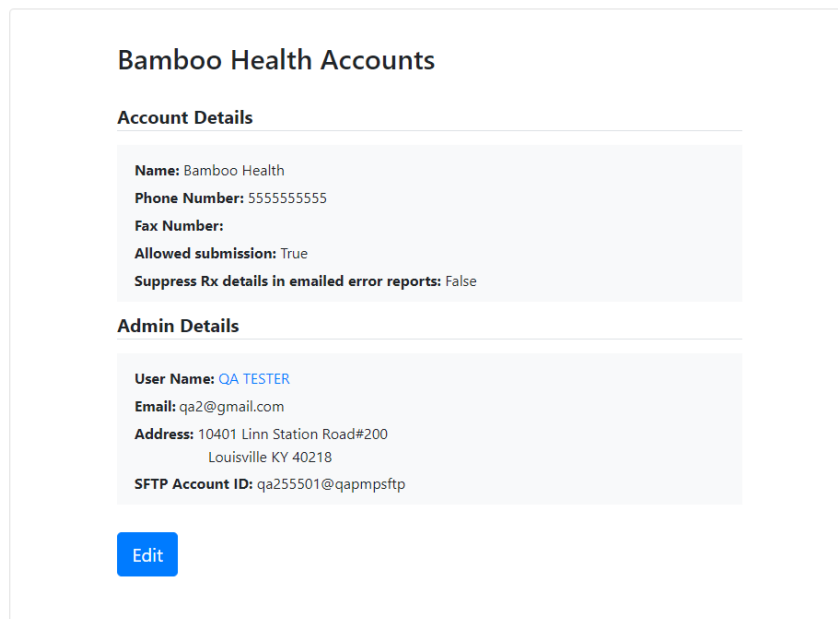 Bamboo Health Accounts
Account Details
Name: Bamboo Health
Phone Number: 5555555555
Fax Number:
Allowed submission: True
Suppress Rx details in emailed error reports: False
Admin Details
User Name: QA TESTER
Email: qa2@gmail.com
Address: 10401 Linn Station Road#200
Louisville KY 40218
SFTP Account ID: qa255501@qapmpsftp
Edit